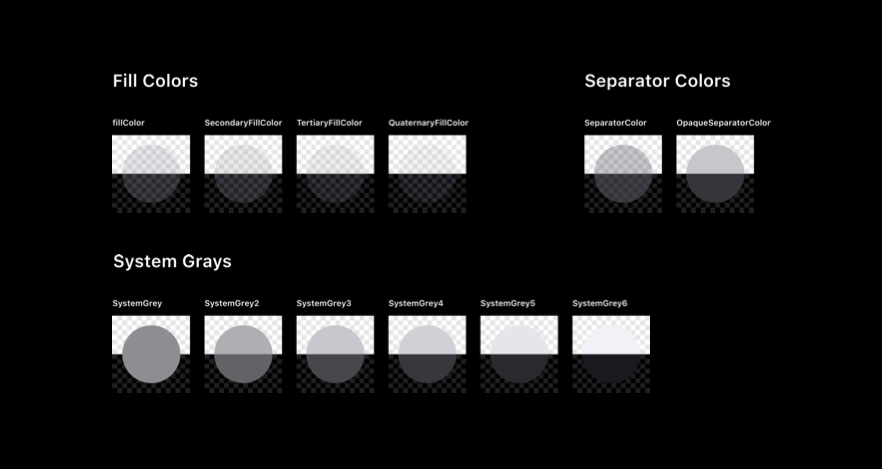 Fill Colors
Separator Colors
fillColor
SecondaryFillColor
TertiaryFillColor
QuaternaryFillColor
SeparatorColor
OpaqueSeparatorColor
System Grays
SystemGrey
SystemGrey2
SystemGrey3
SystemGrey4
SystemGrey5
SystemGrey6